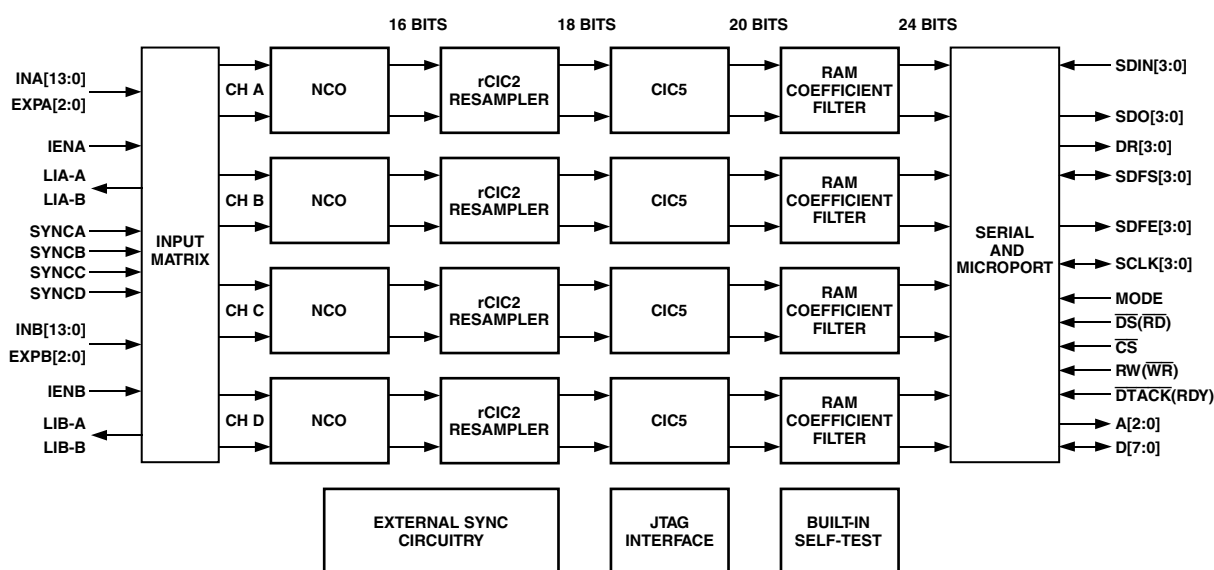 16 BITS 18 BITS 20 BITS 24 BITS
INA[13:0]
EXPA[2:0]
IENA
LIA-A
LIA-B
SYNCA
SYNCB
SYNCC
SYNCD
INB[13:0]
EXPB[2:0]
IENB
LIB-A
LIB-B
INPUT
MATRIX
CH A
NCO
rCIC2
RESAMPLER
CIC5
RAM
COEFFICIENT
FILTER
CH B
NCO
rCIC2
RESAMPLER
CIC5
RAM
COEFFICIENT
FILTER
CH C
NCO
rCIC2
RESAMPLER
CIC5
RAM
COEFFICIENT
FILTER
CH D
NCO
rCIC2
RESAMPLER
CIC5
RAM
COEFFICIENT
FILTER
SERIAL
AND
MICROPORT
SDIN[3:0]
SDO[3:0]
DR[3:0]
SDFS[3:0]
SDFE[3:0]
SCLK[3:0]
MODE
D̅S̅(R̅D̅)
C̅S̅
RW(W̅R̅)
D̅T̅A̅C̅K̅(RDY)
A[2:0]
D[7:0]
EXTERNAL SYNC
CIRCUITRY
JTAG
INTERFACE
BUILT-IN
SELF-TEST